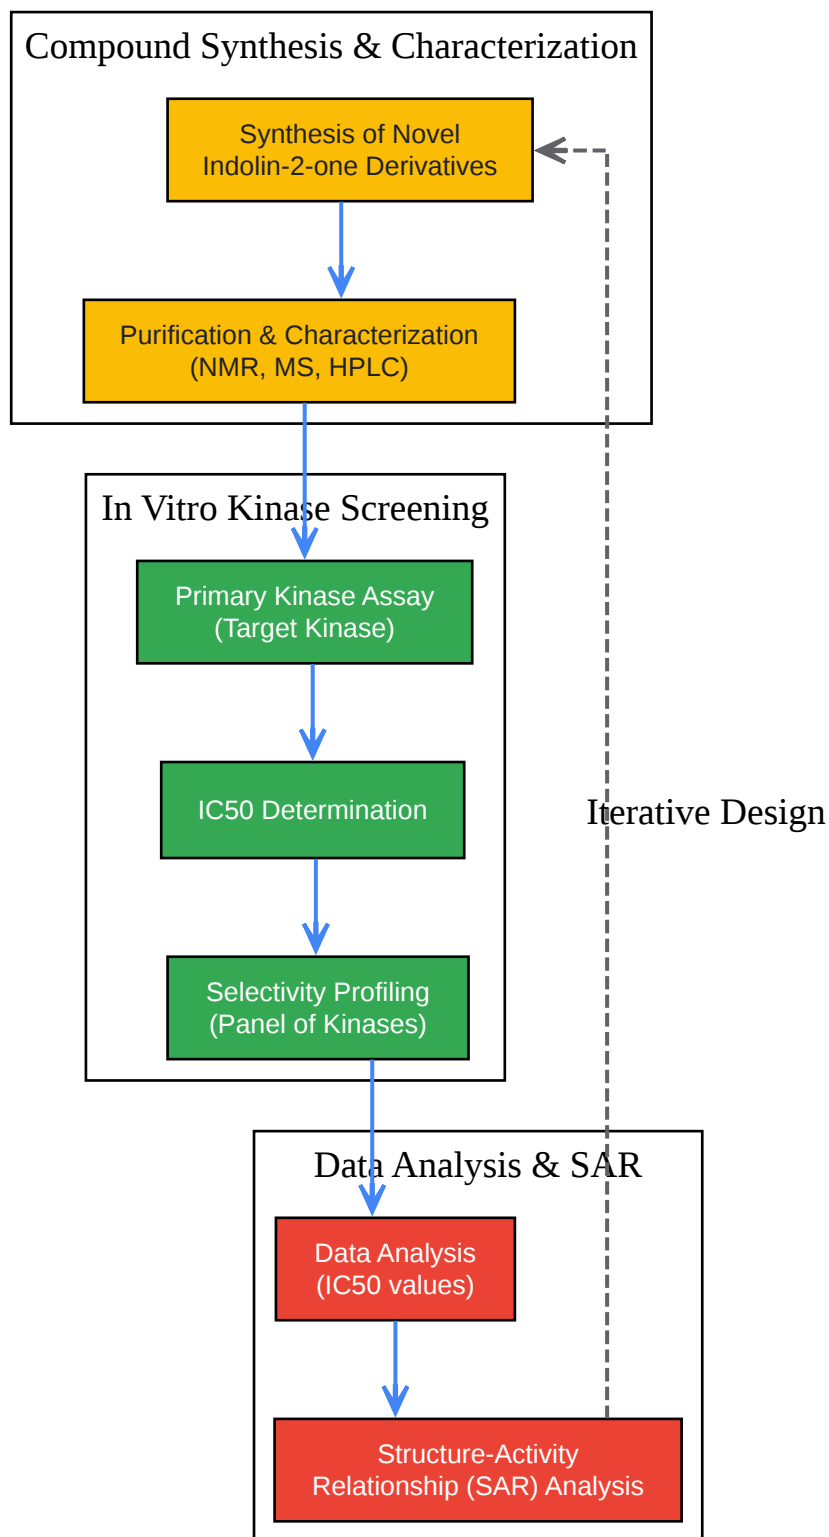 Compound Synthesis & Characterization
Synthesis of Novel
Indolin-2-one Derivatives
Purification & Characterization
(NMR, MS, HPLC)
In Vitro Kinase Screening
Primary Kinase Assay
(Target Kinase)
IC50 Determination
Iterative Design
Selectivity Profiling
(Panel of Kinases)
Data Analysis & SAR
Data Analysis
(IC50 values)
Structure-Activity
Relationship (SAR) Analysis